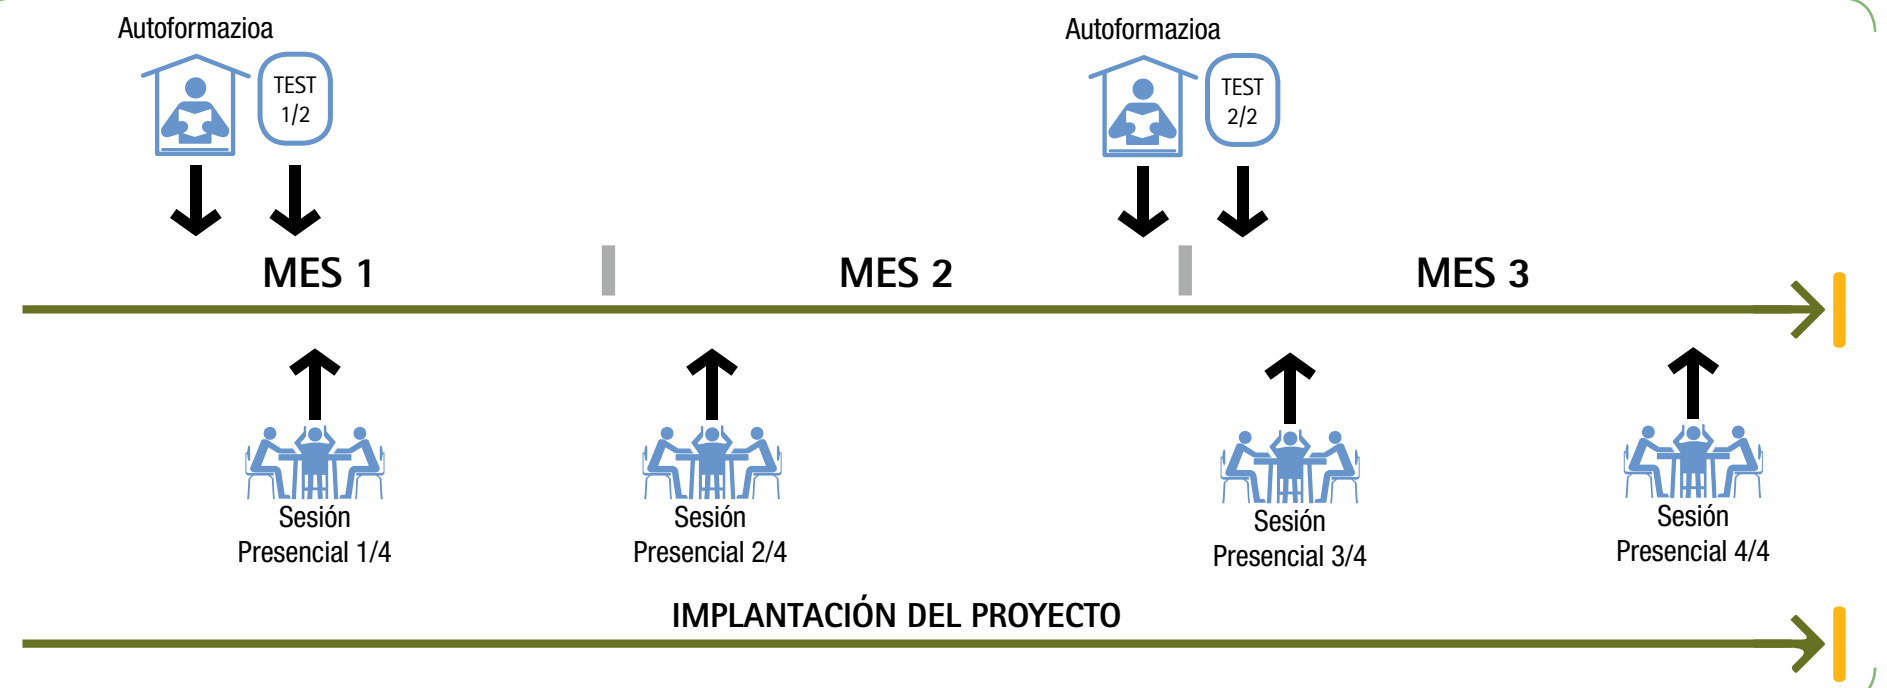 Autoformazioa
TEST
1/2
Autoformazioa
TEST
2/2
MES 1
MES 2
MES 3
Sesión
Presencial 1/4
Sesión
Presencial 2/4
Sesión
Presencial 3/4
Sesión
Presencial 4/4
IMPLANTACIÓN DEL PROYECTO